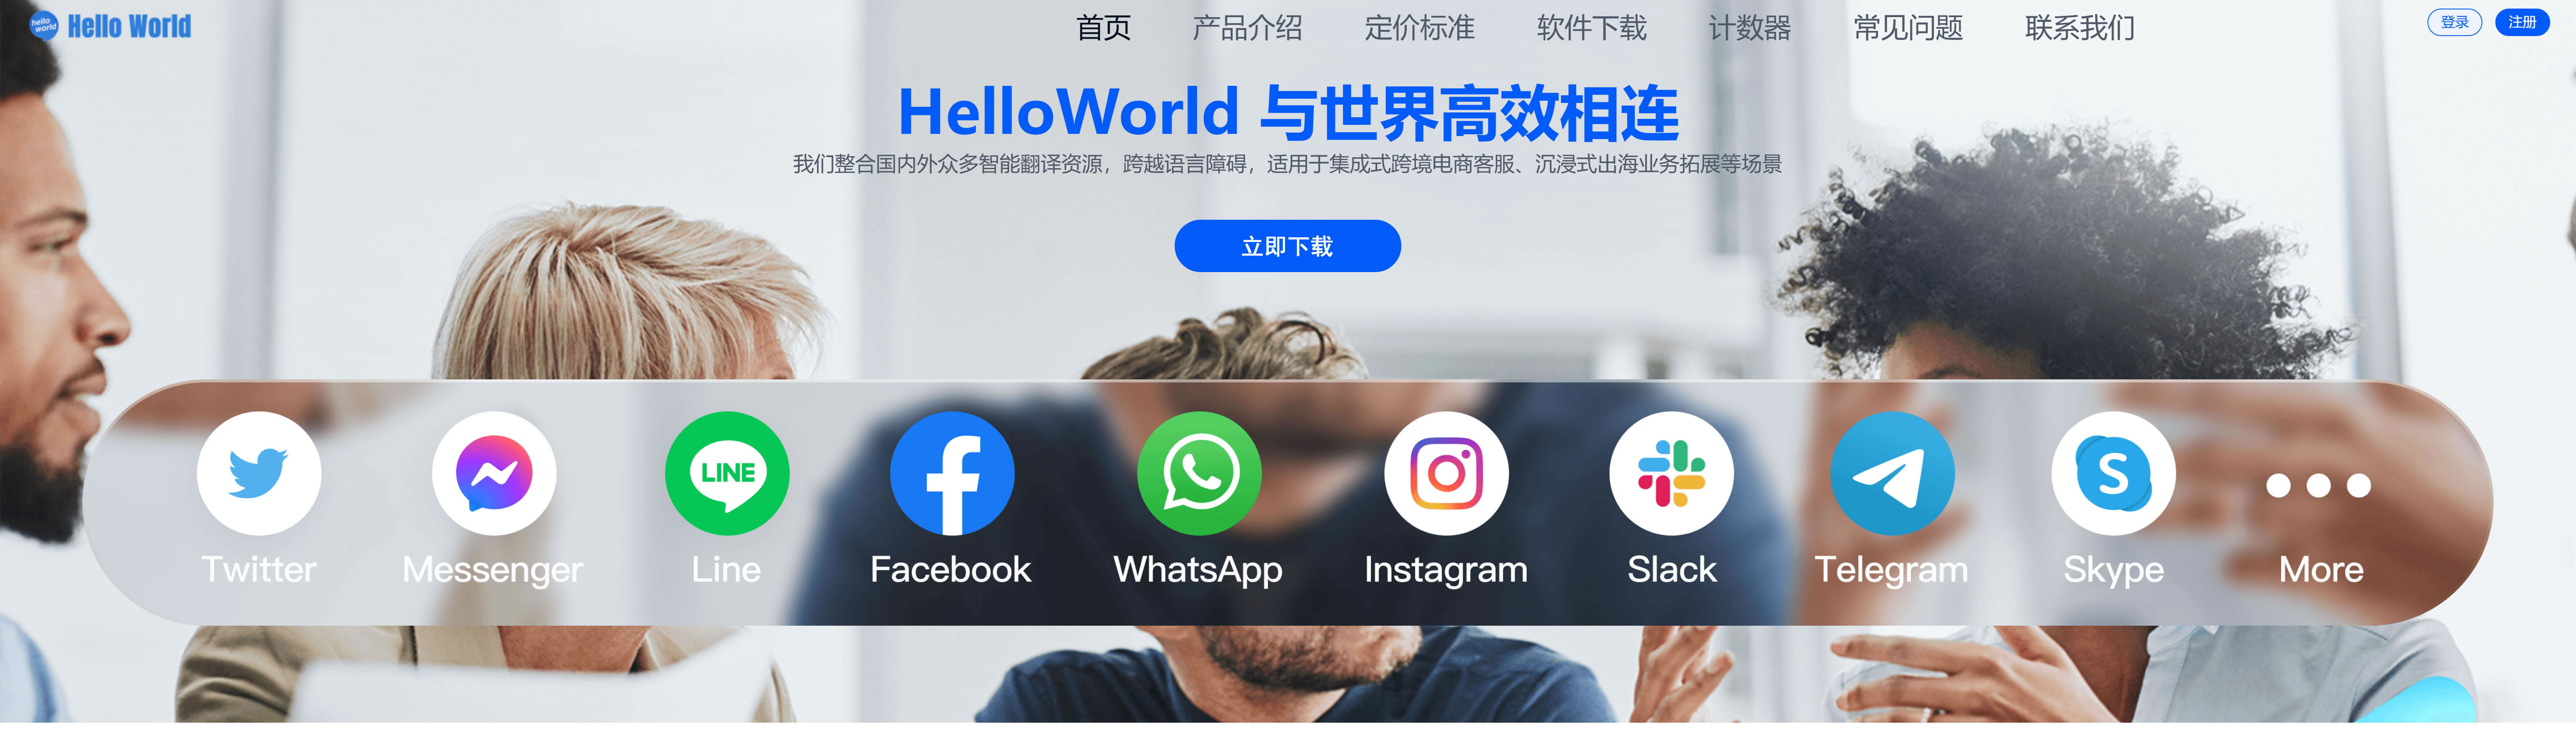 hello world Hello World
首页 产品介绍 定价标准 软件下载 计数器 常见问题 联系我们 登录 注册
HelloWorld 与世界高效相连
我们整合国内外众多智能翻译资源，跨越语言障碍，适用于集成式跨境电商客服、沉浸式出海业务拓展等场景
立即下载
LINE
Twitter Messenger Line Facebook WhatsApp Instagram Slack Telegram Skype More